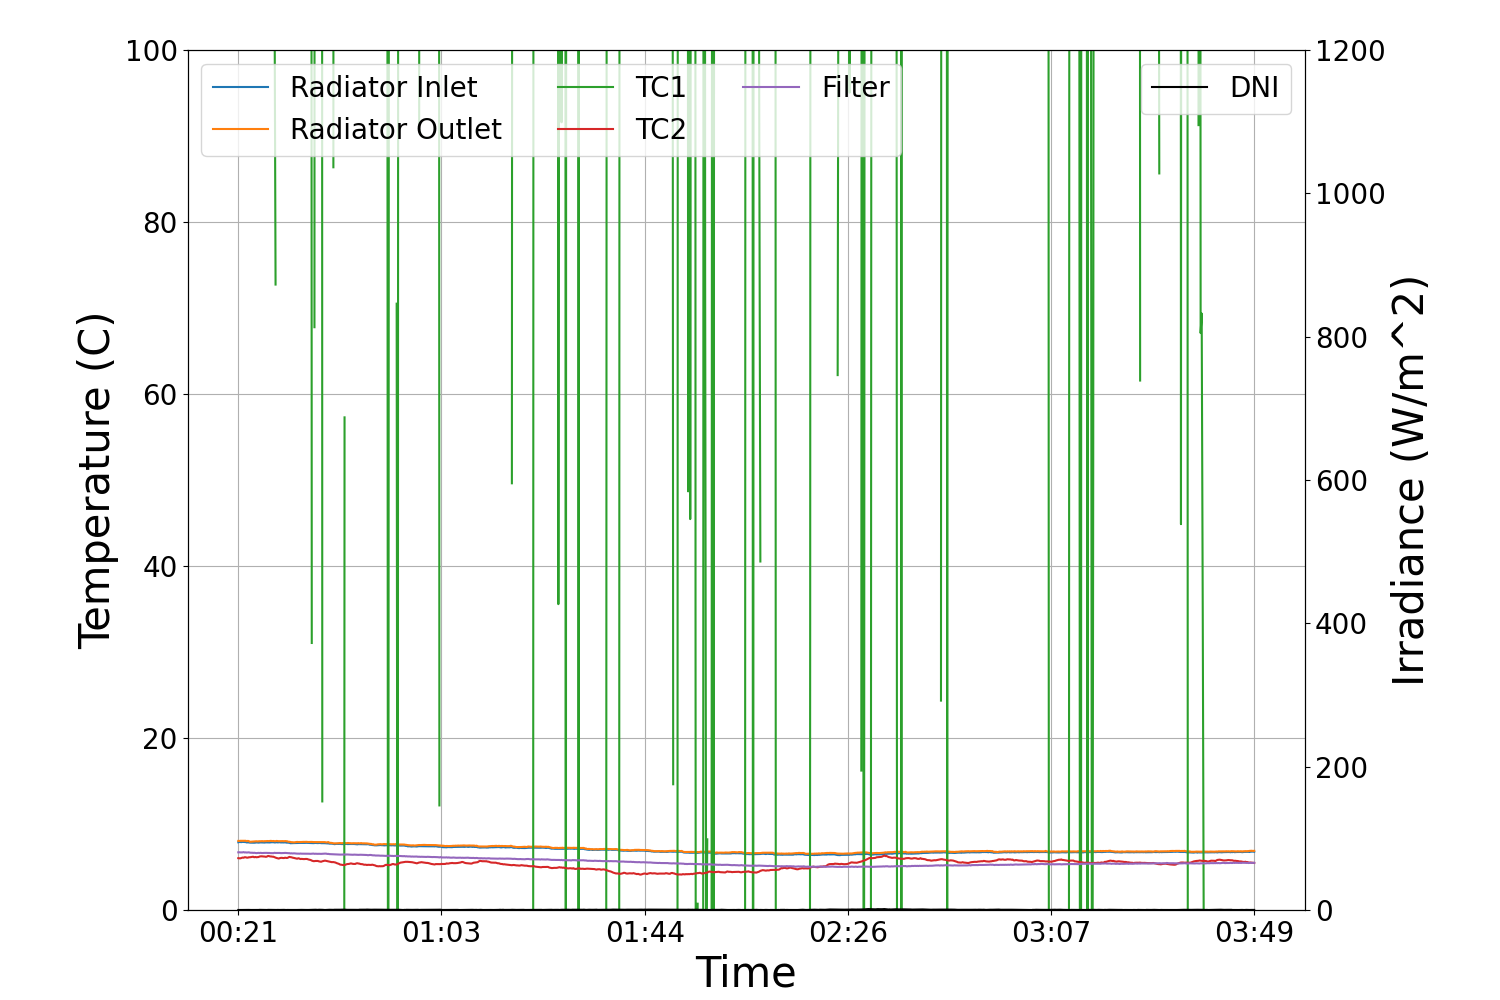 100
80
60
40
20
0
Temperature (C)
Radiator Inlet
Radiator Outlet
TC1
TC2
Filter
DNI
1200
1000
800
600
400
200
0
Irradiance (W/m^2)
00:21 01:03 01:44 02:26 03:07 03:49
Time